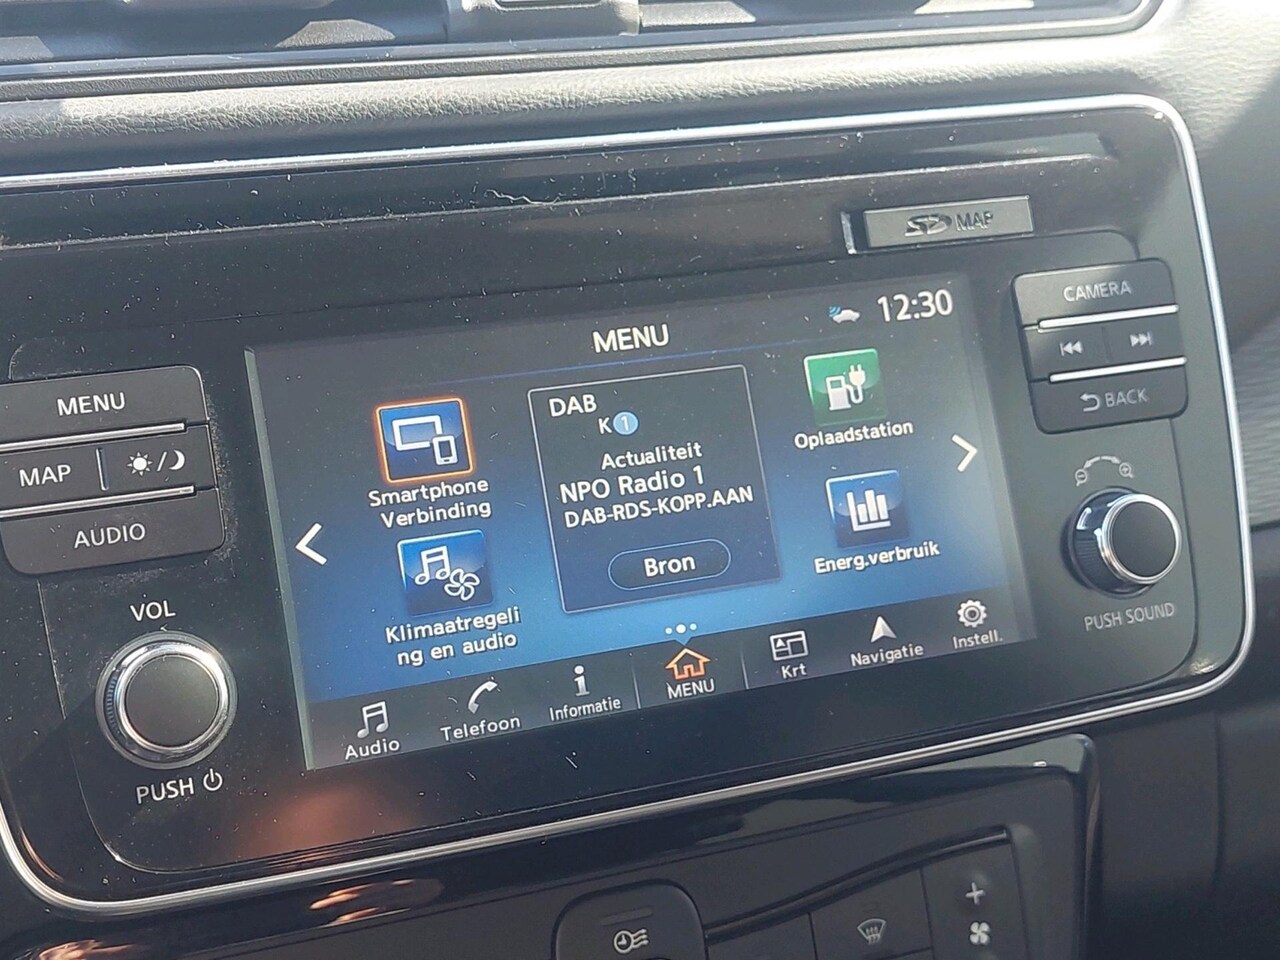 SD MAP
CAMERA
BACK
PUSH SOUND
MENU
MAP
AUDIO
VOL
PUSH
MENU
12:30
Smartphone
Verbinding
Klimaatregeli
ng en audio
DAB
K 1
Actualiteit
NPO Radio 1
DAB-RDS-KOPP.AAN
Bron
Oplaadstation
Energ.verbruik
Audio
Telefoon
Informatie
MENU
Krt
Navigatie
Instell.